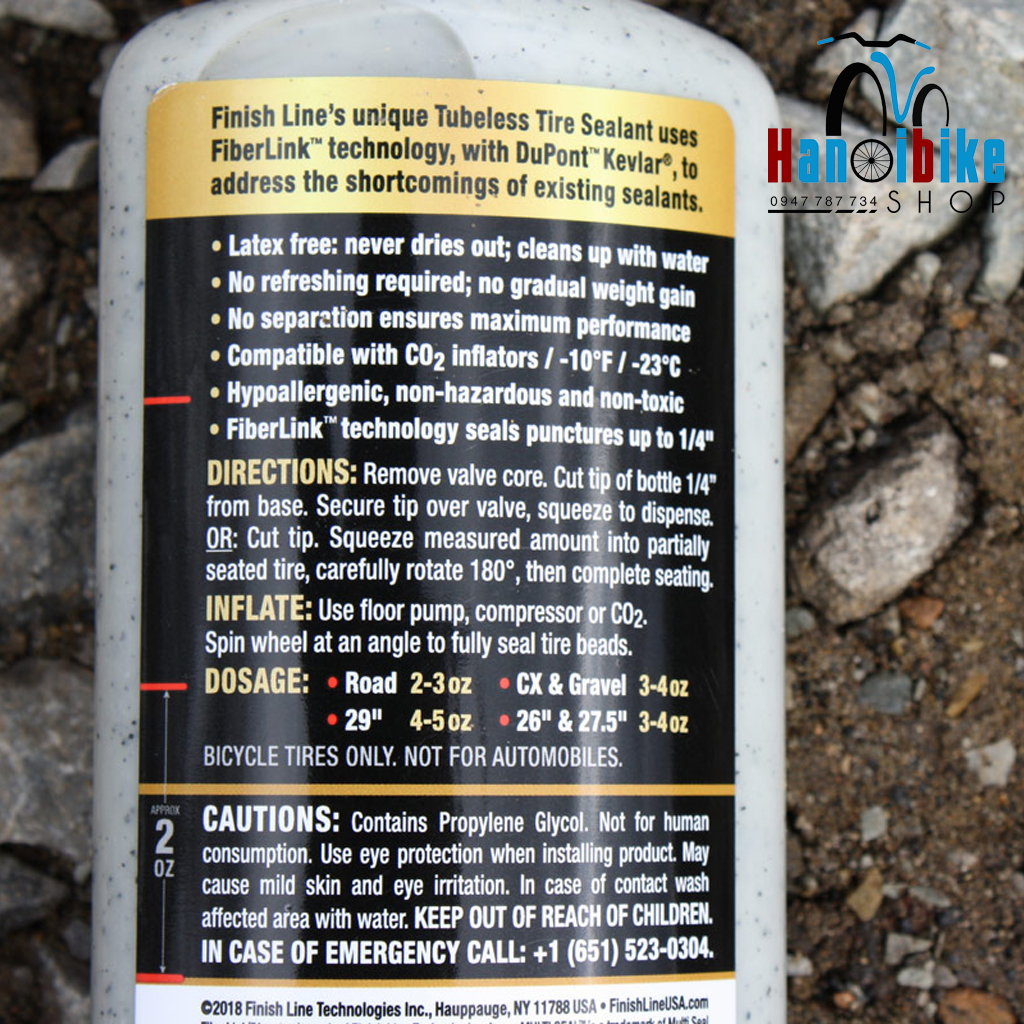 Hanoibike
0947 787 734 SHOP
Finish Line's unique Tubeless Tire Sealant uses
FiberLink™ technology, with DuPont™ Kevlar®, to
address the shortcomings of existing sealants.
• Latex free: never dries out; cleans up with water
• No refreshing required; no gradual weight gain
• No separation ensures maximum performance
• Compatible with CO2 inflators / -10°F / -23°C
• Hypoallergenic, non-hazardous and non-toxic
• FiberLink™ technology seals punctures up to 1/4"
DIRECTIONS: Remove valve core. Cut tip of bottle 1/4"
from base. Secure tip over valve, squeeze to dispense.
OR: Cut tip. Squeeze measured amount into partially
seated tire, carefully rotate 180°, then complete seating.
INFLATE: Use floor pump, compressor or CO2.
Spin wheel at an angle to fully seal tire beads.
DOSAGE: • Road 2-3 oz • CX & Gravel 3-4 oz
• 29" 4-5 oz • 26" & 27.5" 3-4 oz
BICYCLE TIRES ONLY. NOT FOR AUTOMOBILES.
APPROX
2
OZ
CAUTIONS: Contains Propylene Glycol. Not for human
consumption. Use eye protection when installing product. May
cause mild skin and eye irritation. In case of contact wash
affected area with water. KEEP OUT OF REACH OF CHILDREN.
IN CASE OF EMERGENCY CALL: +1 (651) 523-0304.
©2018 Finish Line Technologies Inc., Hauppauge, NY 11788 USA • FinishLineUSA.com